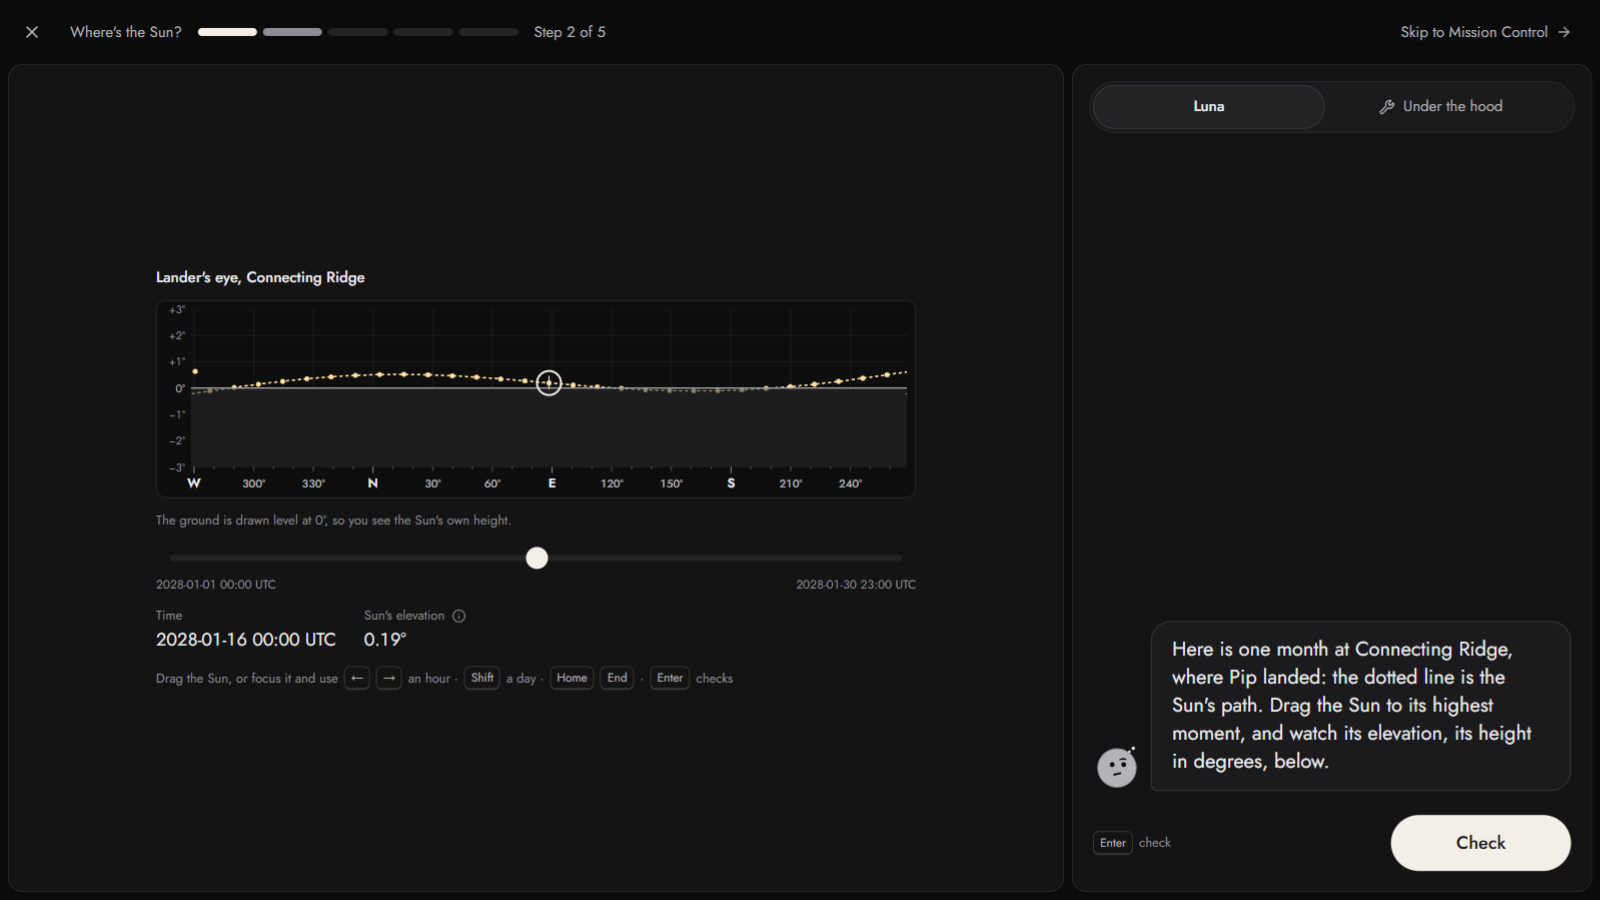 Where's the Sun?
Step 2 of 5
Skip to Mission Control
Luna
Under the hood
Lander's eye, Connecting Ridge
+3°
+2°
+1°
0°
−1°
−2°
−3°
W 300° 330° N 30° 60° E 120° 150° S 210° 240°
The ground is drawn level at 0°, so you see the Sun's own height.
2028-01-01 00:00 UTC
2028-01-30 23:00 UTC
Time
2028-01-16 00:00 UTC
Sun's elevation
0.19°
Drag the Sun, or focus it and use ← → an hour · Shift a day · Home End · Enter checks
Here is one month at Connecting Ridge,
where Pip landed: the dotted line is the
Sun's path. Drag the Sun to its highest
moment, and watch its elevation, its height
in degrees, below.
Enter check
Check